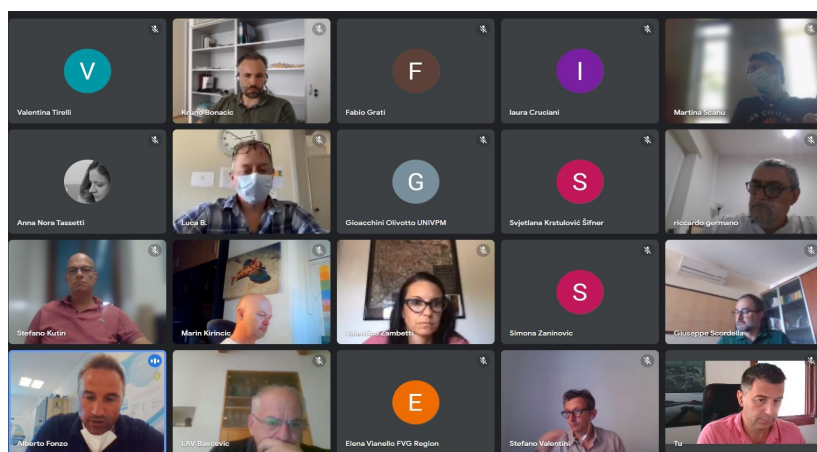 V
Valentina Tirelli
Kruno Bonacic
F
Fabio Grati
I
laura Cruciani
Martina Scanu
Anna Nora Tassetti
Luca B.
G
Gioacchini Olivotto UNIVPM
S
Svjetlana Krstulović Šifner
riccardo germano
Stefano Kutin
Marin Kirincic
Valentina Zambetti
S
Simona Zaninovic
Giuseppe Scordella
Alberto Fonzo
LAV Bavcevic
E
Elena Vianello FVG Region
Stefano Valentini
Tu